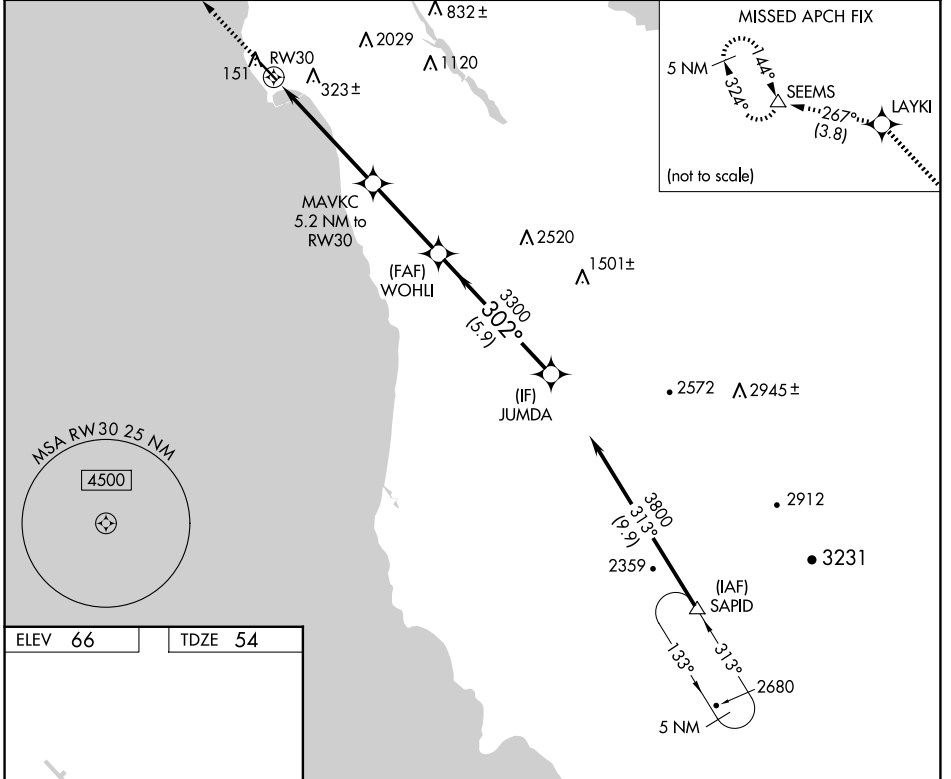 832±
2029
1120
RW30
151
323±
MISSED APCH FIX
5 NM
144°
324°
SEEMS
267°
(3.8)
LAYKI
(not to scale)
MAVKC
5.2 NM to
RW30
2520
1501±
(FAF)
WOHLI
3300
302°
(5.9)
(IF)
JUMDA
2572
2945±
MSA RW30 25 NM
4500
3800
313°
(9.9)
2912
3231
2359
(IAF)
SAPID
133°
313°
2680
5 NM
ELEV 66
TDZE 54